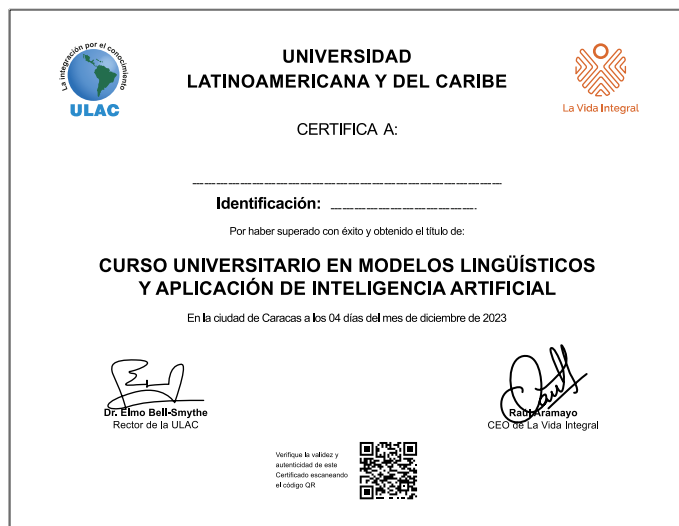 La integración por el conocimiento
ULAC
UNIVERSIDAD
LATINOAMERICANA Y DEL CARIBE
La Vida Integral
CERTIFICA A:
Identificación:
Por haber superado con éxito y obtenido el título de:
CURSO UNIVERSITARIO EN MODELOS LINGÜÍSTICOS
Y APLICACIÓN DE INTELIGENCIA ARTIFICIAL
En la ciudad de Caracas a los 04 días del mes de diciembre de 2023
Dr. Elmo Bell-Smythe
Rector de la ULAC
Raúl Aramayo
CEO de La Vida Integral
Verifique la validez y
autenticidad de este
Certificado escaneando
el código QR